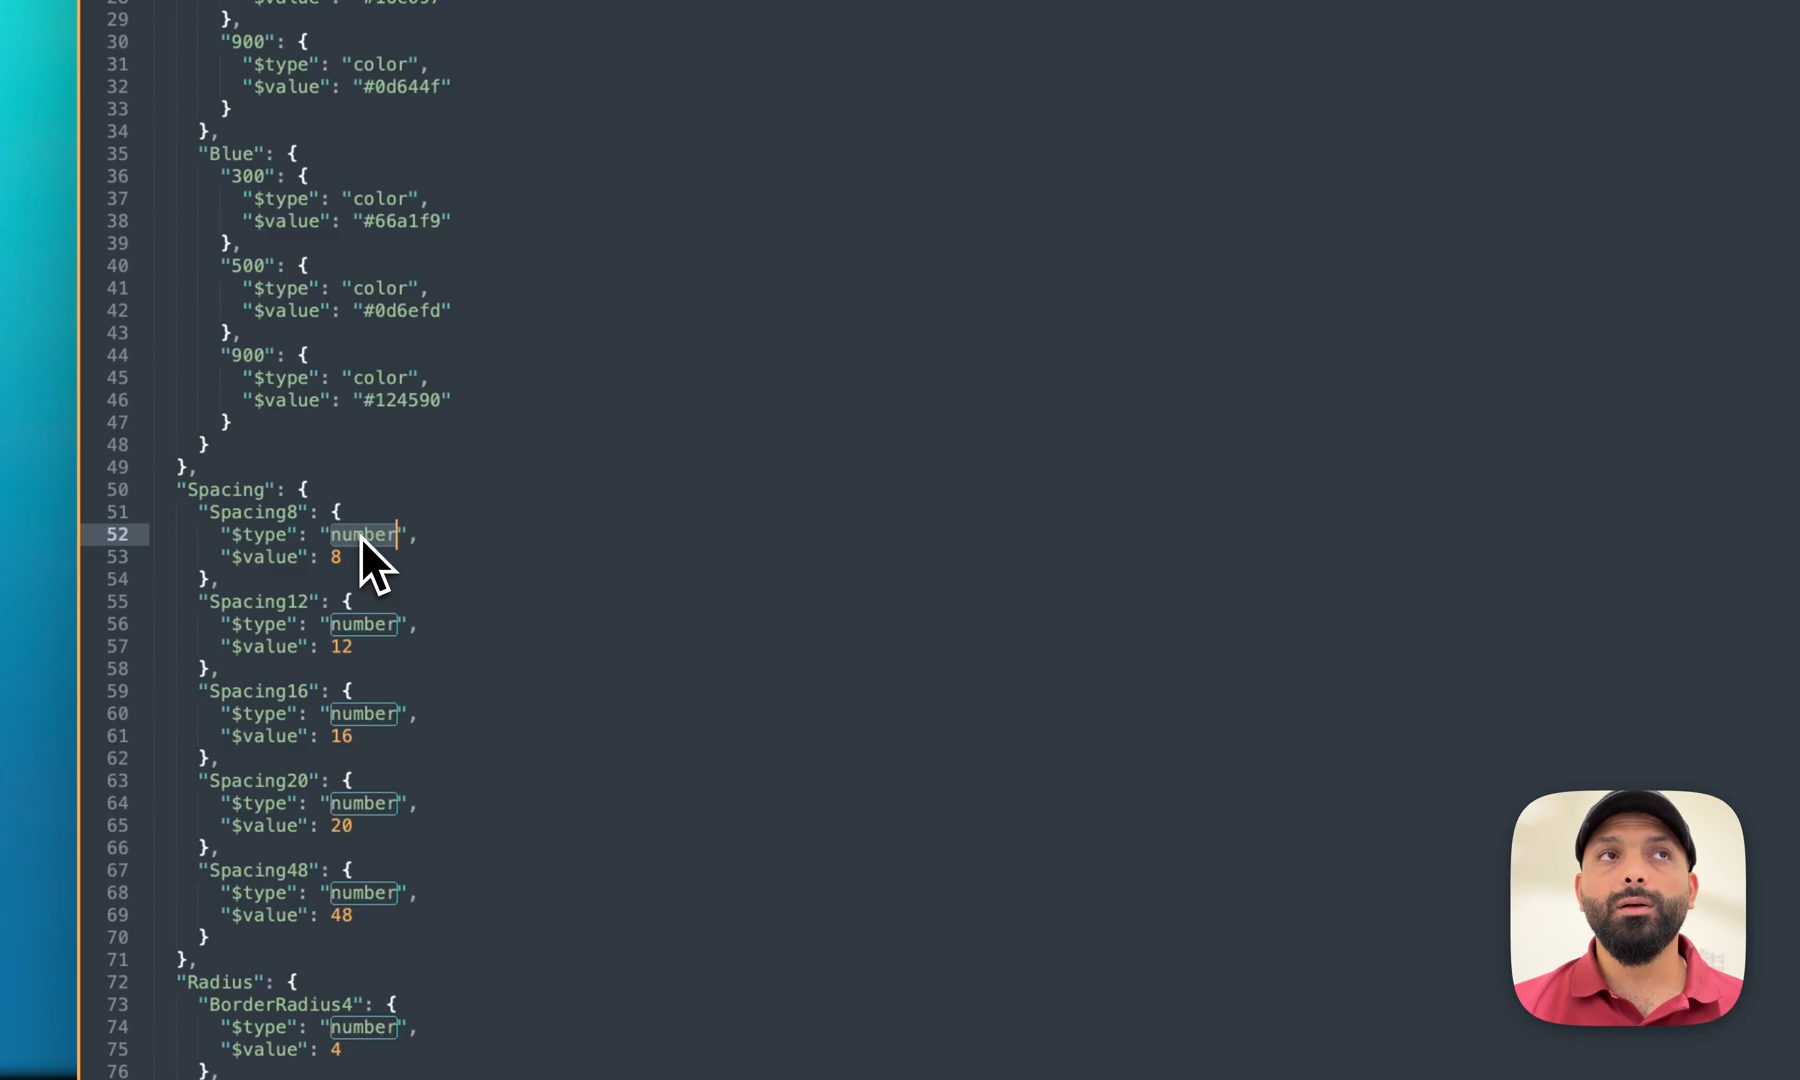 29 },
30 "900": {
31 "$type": "color",
32 "$value": "#0d644f"
33 }
34 },
35 "Blue": {
36 "300": {
37 "$type": "color",
38 "$value": "#66a1f9"
39 },
40 "500": {
41 "$type": "color",
42 "$value": "#0d6efd"
43 },
44 "900": {
45 "$type": "color",
46 "$value": "#124590"
47 }
48 }
49 },
50 "Spacing": {
51 "Spacing8": {
52 "$type": "number",
53 "$value": 8
54 },
55 "Spacing12": {
56 "$type": "number",
57 "$value": 12
58 },
59 "Spacing16": {
60 "$type": "number",
61 "$value": 16
62 },
63 "Spacing20": {
64 "$type": "number",
65 "$value": 20
66 },
67 "Spacing48": {
68 "$type": "number",
69 "$value": 48
70 }
71 },
72 "Radius": {
73 "BorderRadius4": {
74 "$type": "number",
75 "$value": 4
76 },